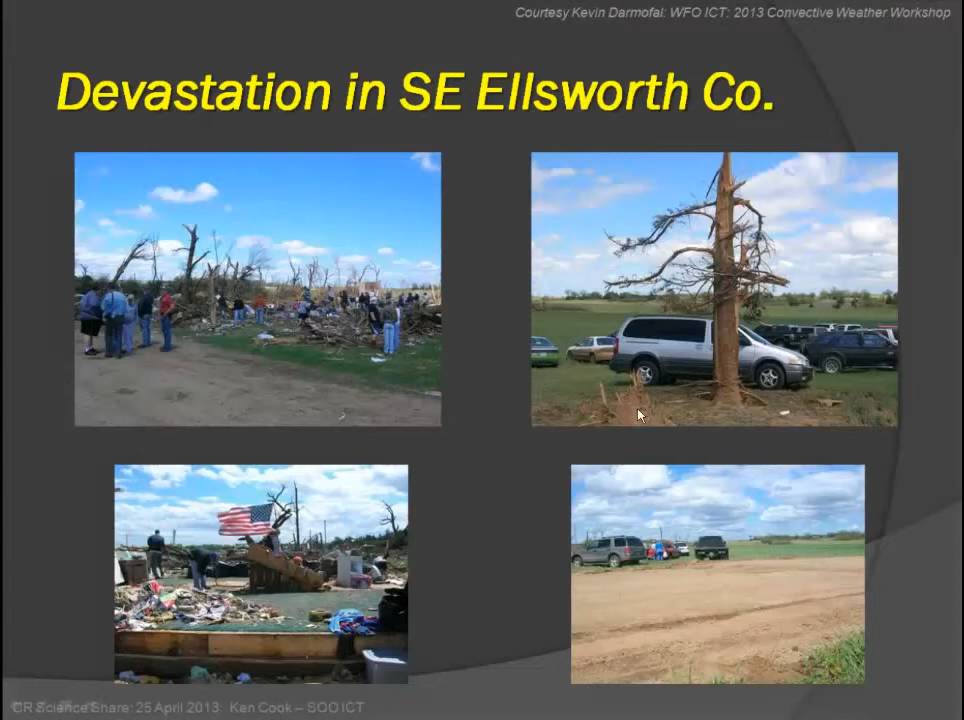 Courtesy Kevin Darmofal: WFO ICT: 2013 Convective Weather Workshop
Devastation in SE Ellsworth Co.
CR Science Share: 25 April 2013: Ken Cook – SOO ICT